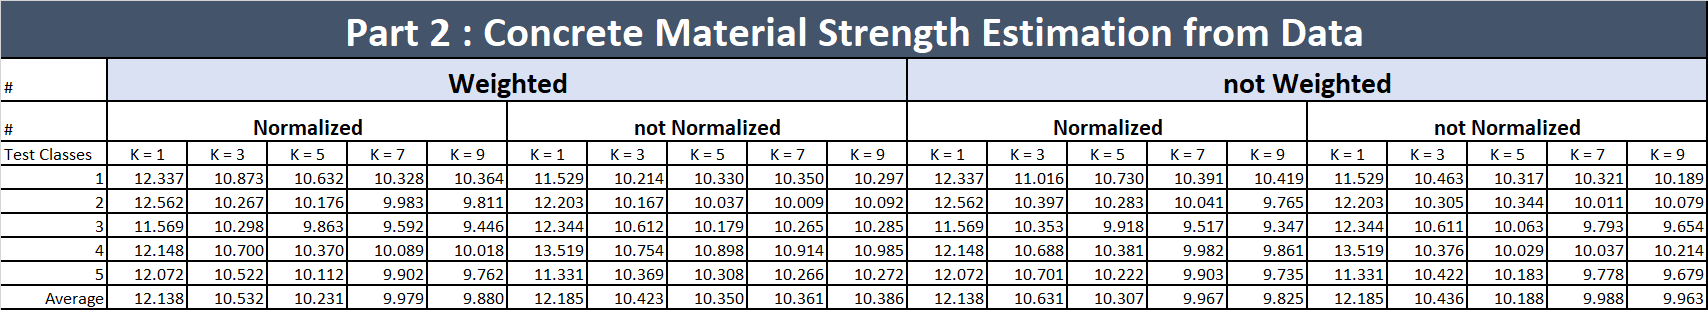 Part 2 : Concrete Material Strength Estimation from Data
# Weighted not Weighted
# Normalized not Normalized Normalized not Normalized
Test Classes K = 1 K = 3 K = 5 K = 7 K = 9 K = 1 K = 3 K = 5 K = 7 K = 9 K = 1 K = 3 K = 5 K = 7 K = 9 K = 1 K = 3 K = 5 K = 7 K = 9
1 12.337 10.873 10.632 10.328 10.364 11.529 10.214 10.330 10.350 10.297 12.337 11.016 10.730 10.391 10.419 11.529 10.463 10.317 10.321 10.189
2 12.562 10.267 10.176 9.983 9.811 12.203 10.167 10.037 10.009 10.092 12.562 10.397 10.283 10.041 9.765 12.203 10.305 10.344 10.011 10.079
3 11.569 10.298 9.863 9.592 9.446 12.344 10.612 10.179 10.265 10.285 11.569 10.353 9.918 9.517 9.347 12.344 10.611 10.063 9.793 9.654
4 12.148 10.700 10.370 10.089 10.018 13.519 10.754 10.898 10.914 10.985 12.148 10.688 10.381 9.982 9.861 13.519 10.376 10.029 10.037 10.214
5 12.072 10.522 10.112 9.902 9.762 11.331 10.369 10.308 10.266 10.272 12.072 10.701 10.222 9.903 9.735 11.331 10.422 10.183 9.778 9.679
Average 12.138 10.532 10.231 9.979 9.880 12.185 10.423 10.350 10.361 10.386 12.138 10.631 10.307 9.967 9.825 12.185 10.436 10.188 9.988 9.963